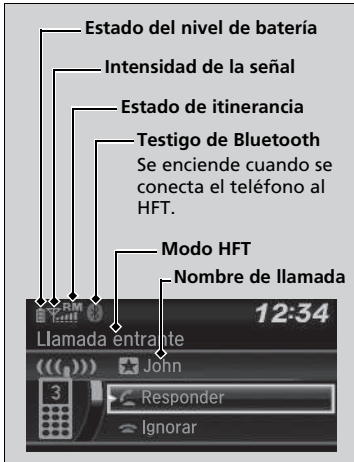 Estado del nivel de batería
Intensidad de la señal
Estado de itinerancia
Testigo de Bluetooth
Se enciende cuando se
conecta el teléfono al
HFT.
Modo HFT
Nombre de llamada
RM
12:34
Llamada entrante
John
3
Responder
Ignorar